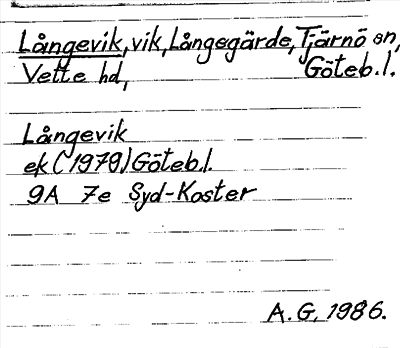 Långevik, vik, Långegärde, Tjärnö sn,
Vette hd, Göteb.l.
Långevik
ek (1979) Göteb.l.
9A 7e Syd-Koster
A.G. 1986.